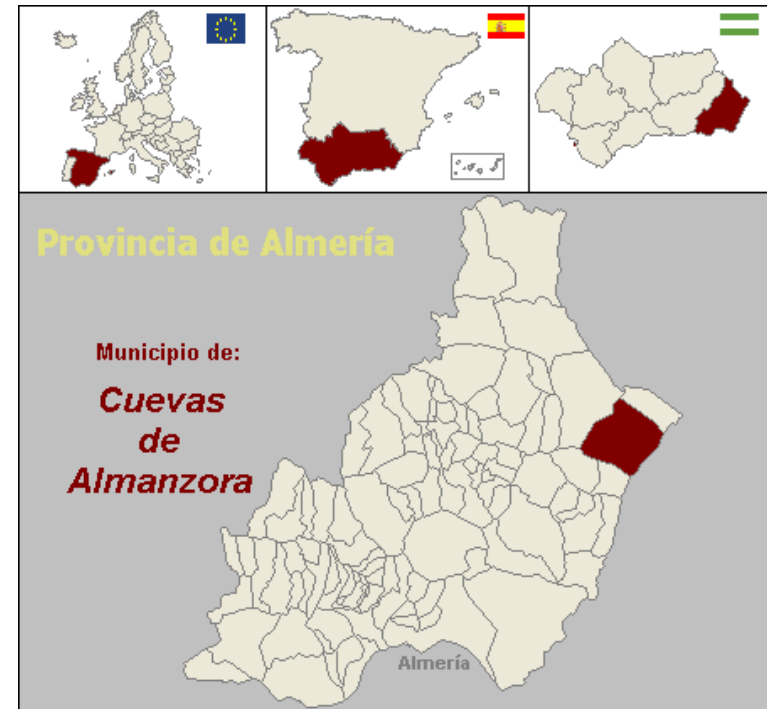 Provincia de Almería
Municipio de:
Cuevas
de
Almanzora
Almería